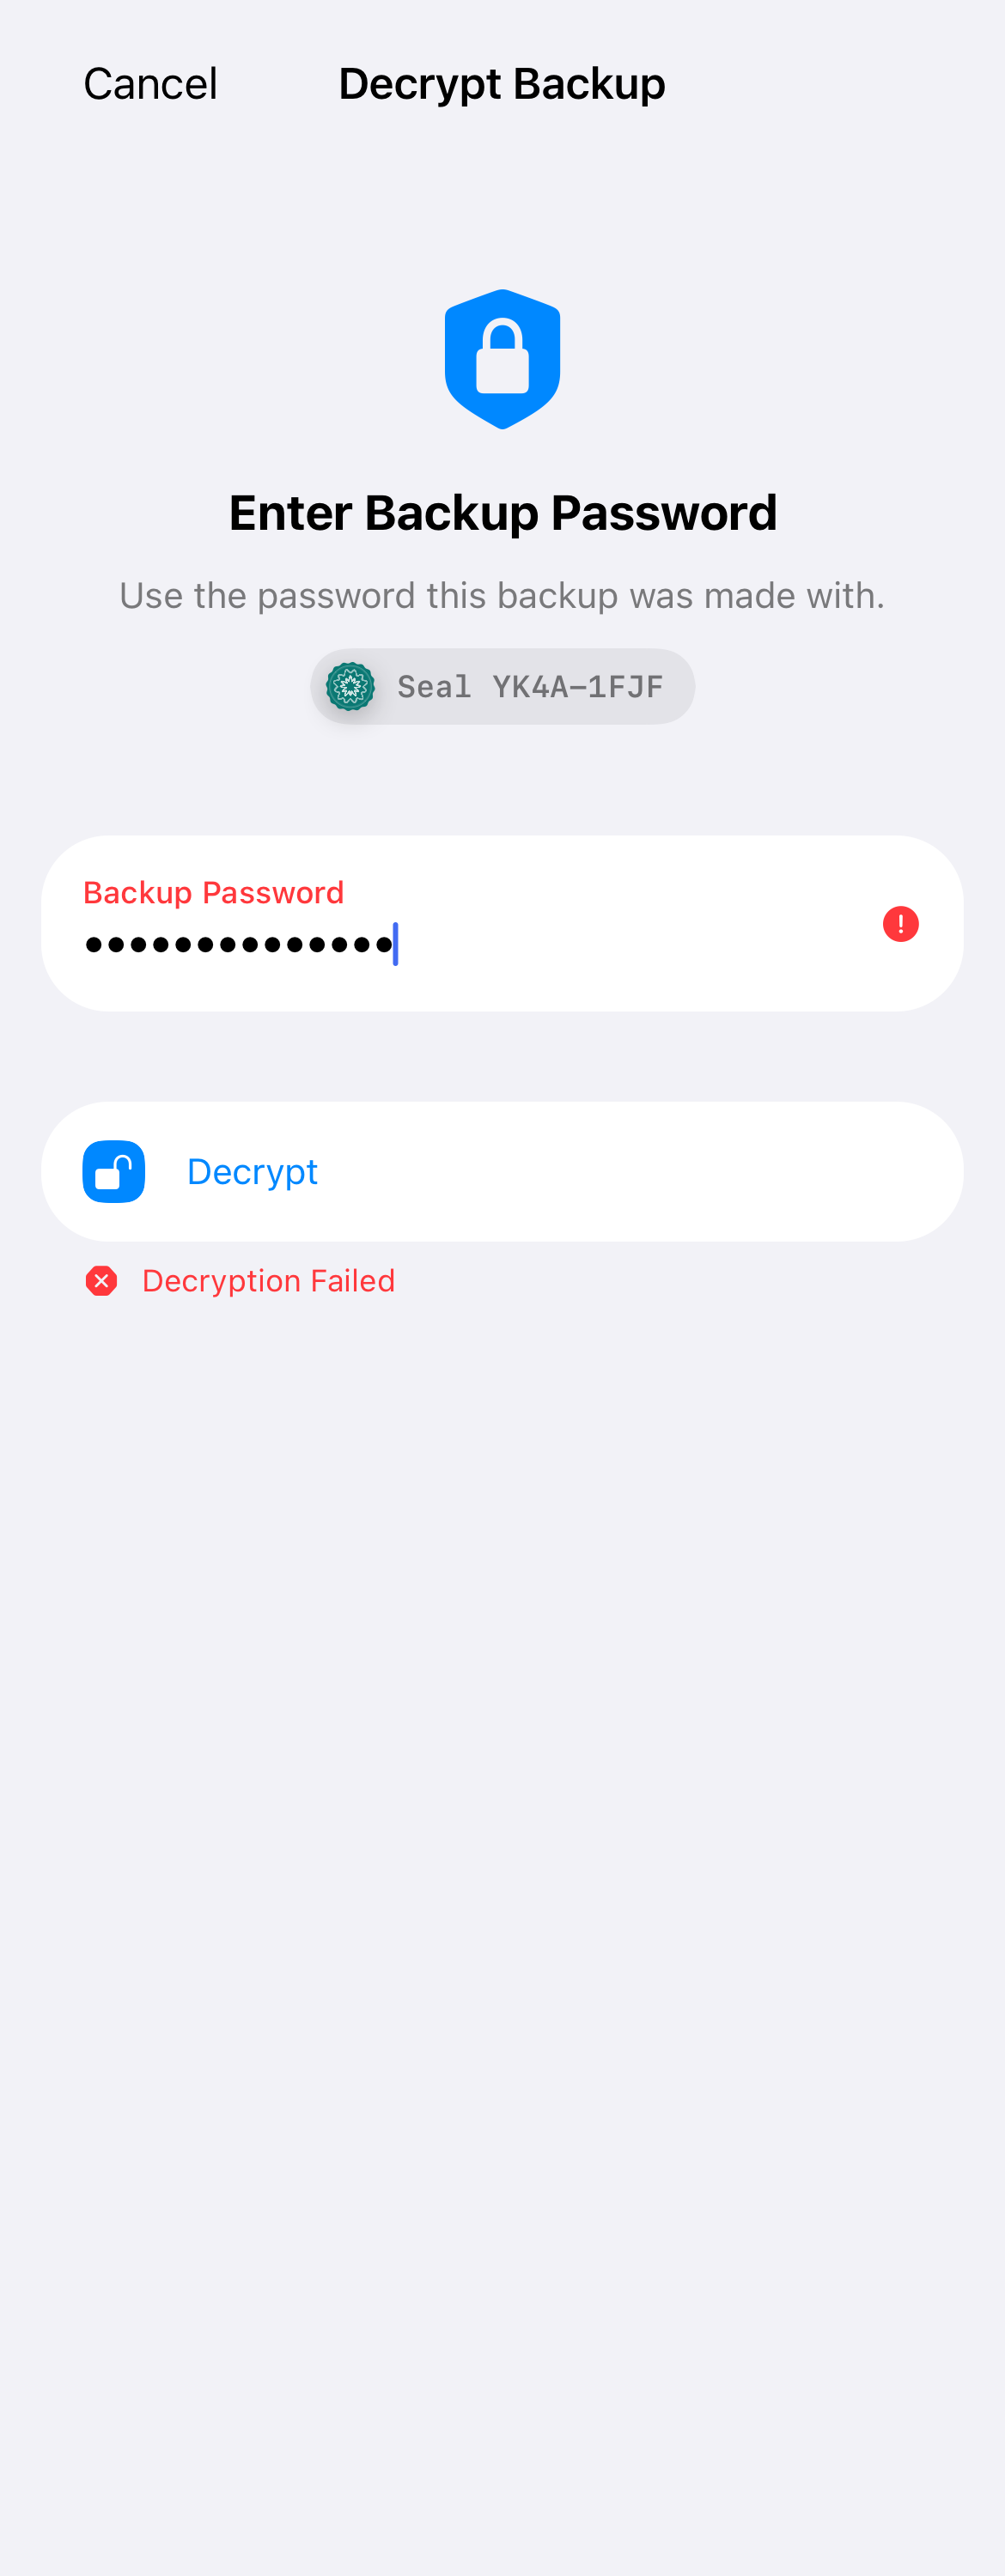 Cancel
Decrypt Backup
Enter Backup Password
Use the password this backup was made with.
Seal YK4A-1FJF
Backup Password
••••••••••••••
Decrypt
Decryption Failed